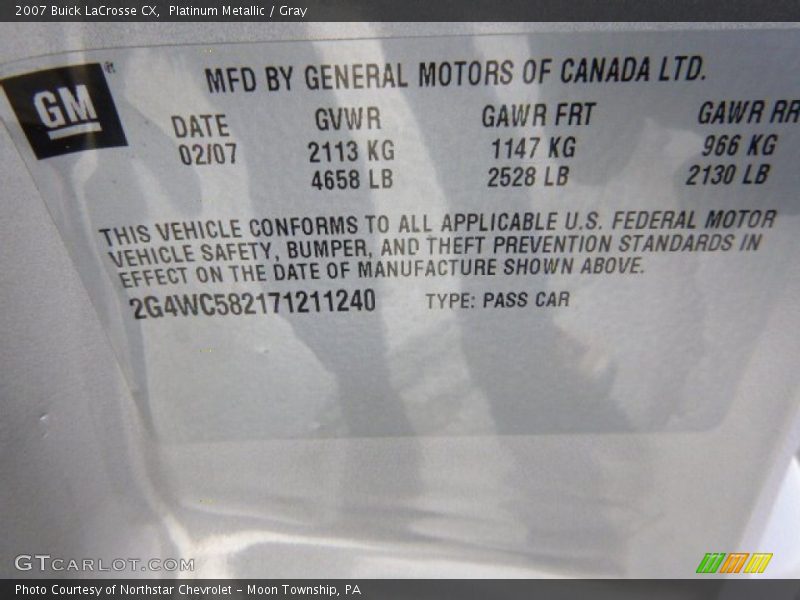 2007 Buick LaCrosse CX, Platinum Metallic / Gray
GM
MFD BY GENERAL MOTORS OF CANADA LTD.
DATE GVWR GAWR FRT GAWR RR
02/07 2113 KG 1147 KG 966 KG
4658 LB 2528 LB 2130 LB
THIS VEHICLE CONFORMS TO ALL APPLICABLE U.S. FEDERAL MOTOR
VEHICLE SAFETY, BUMPER, AND THEFT PREVENTION STANDARDS IN
EFFECT ON THE DATE OF MANUFACTURE SHOWN ABOVE.
2G4WC582171211240 TYPE: PASS CAR
GTCARLOT.COM
Photo Courtesy of Northstar Chevrolet - Moon Township, PA